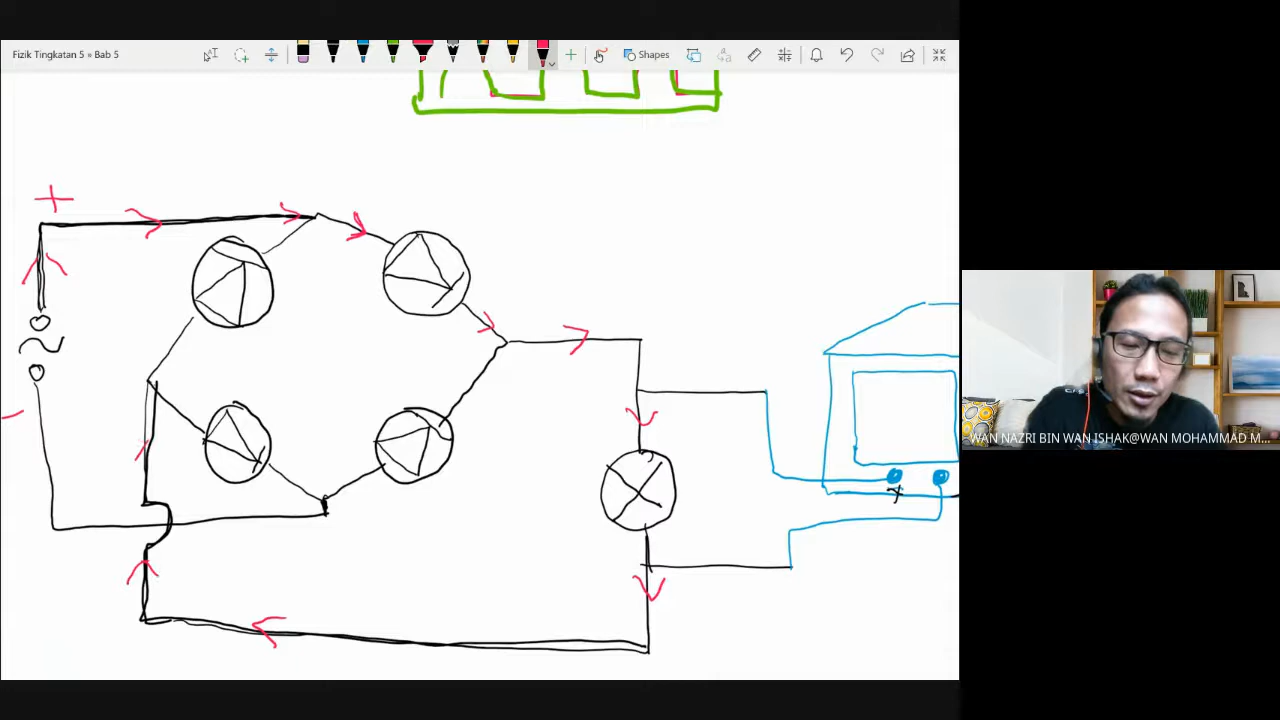 Fizik Tingkatan 5 » Bab 5
Shapes
+
-
WAN NAZRI BIN WAN ISHAK@WAN MOHAMMAD M...